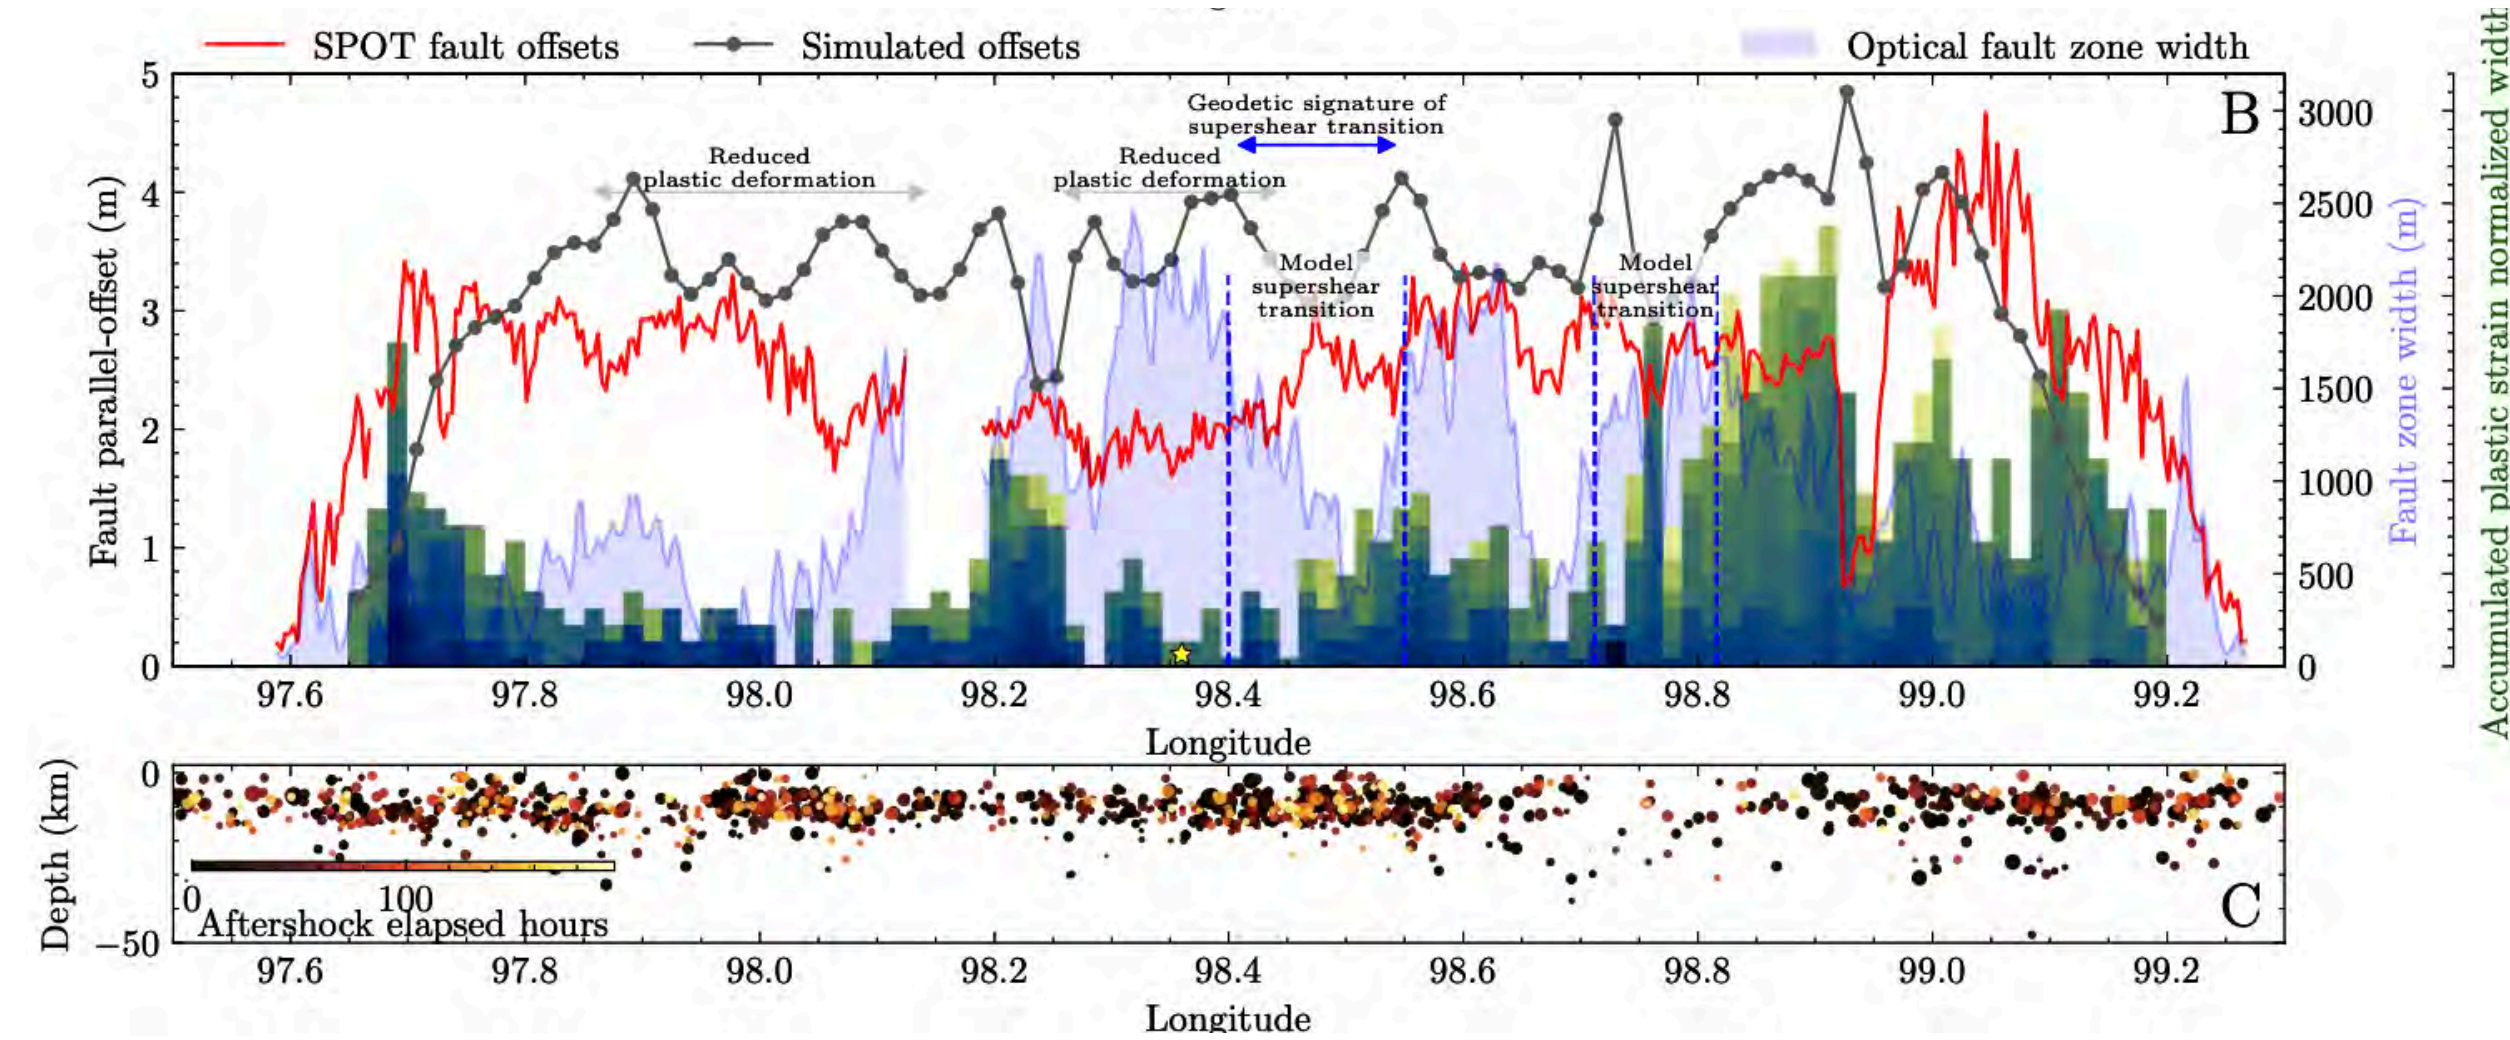 SPOT fault offsets
Simulated offsets
Optical fault zone width
B
Geodetic signature of
supershear transition
Reduced
plastic deformation
Reduced
plastic deformation
Model
supershear
transition
Model
supershear
transition
5
4
3
2
1
0
Fault parallel-offset (m)
3000
2500
2000
1500
1000
500
0
Fault zone width (m)
Accumulated plastic strain normalized width
97.6 97.8 98.0 98.2 98.4 98.6 98.8 99.0 99.2
Longitude
0
−50
Depth (km)
C
0 100
Aftershock elapsed hours
97.6 97.8 98.0 98.2 98.4 98.6 98.8 99.0 99.2
Longitude